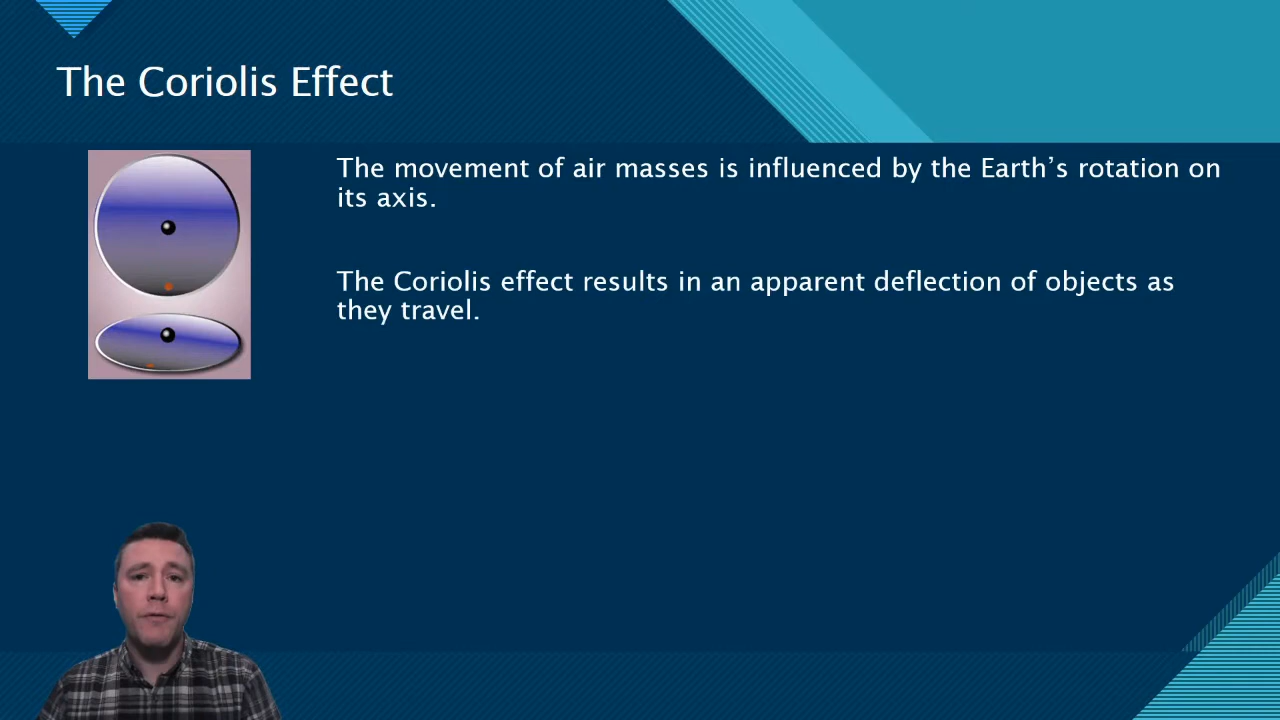 The Coriolis Effect
The movement of air masses is influenced by the Earth’s rotation on
its axis.
The Coriolis effect results in an apparent deflection of objects as
they travel.